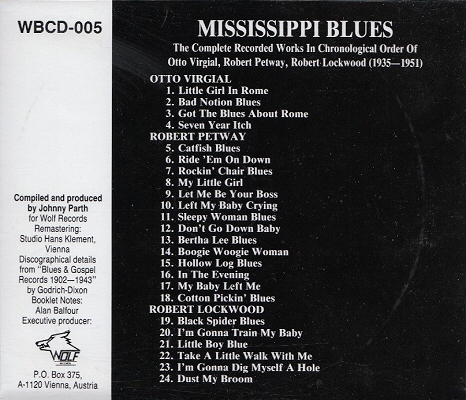 WBCD-005
MISSISSIPPI BLUES
The Complete Recorded Works In Chronological Order Of
Otto Virgial, Robert Petway, Robert Lockwood (1935—1951)
OTTO VIRGIAL
1. Little Girl In Rome
2. Bad Notion Blues
3. Got The Blues About Rome
4. Seven Year Itch
ROBERT PETWAY
5. Catfish Blues
6. Ride 'Em On Down
7. Rockin' Chair Blues
8. My Little Girl
9. Let Me Be Your Boss
10. Left My Baby Crying
11. Sleepy Woman Blues
12. Don't Go Down Baby
13. Bertha Lee Blues
14. Boogie Woogie Woman
15. Hollow Log Blues
16. In The Evening
17. My Baby Left Me
18. Cotton Pickin' Blues
ROBERT LOCKWOOD
19. Black Spider Blues
20. I'm Gonna Train My Baby
21. Little Boy Blue
22. Take A Little Walk With Me
23. I'm Gonna Dig Myself A Hole
24. Dust My Broom
Compiled and produced
by Johnny Parth
for Wolf Records
Remastering:
Studio Hans Klement,
Vienna
Discographical details
from "Blues & Gospel
Records 1902—1943"
by Godrich-Dixon
Booklet Notes:
Alan Balfour
Executive producer:
WOLF
P.O. Box 375,
A-1120 Vienna, Austria